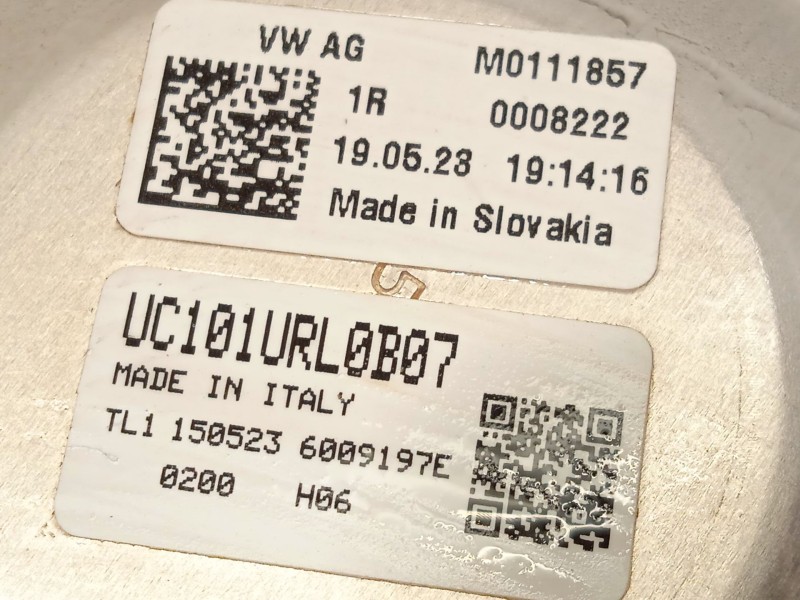 VW AG M0111857
1R 0008222
19.05.23 19:14:16
Made in Slovakia
5
UC101URL0B07
MADE IN ITALY
TL1 150523 6009197E
0200 H06